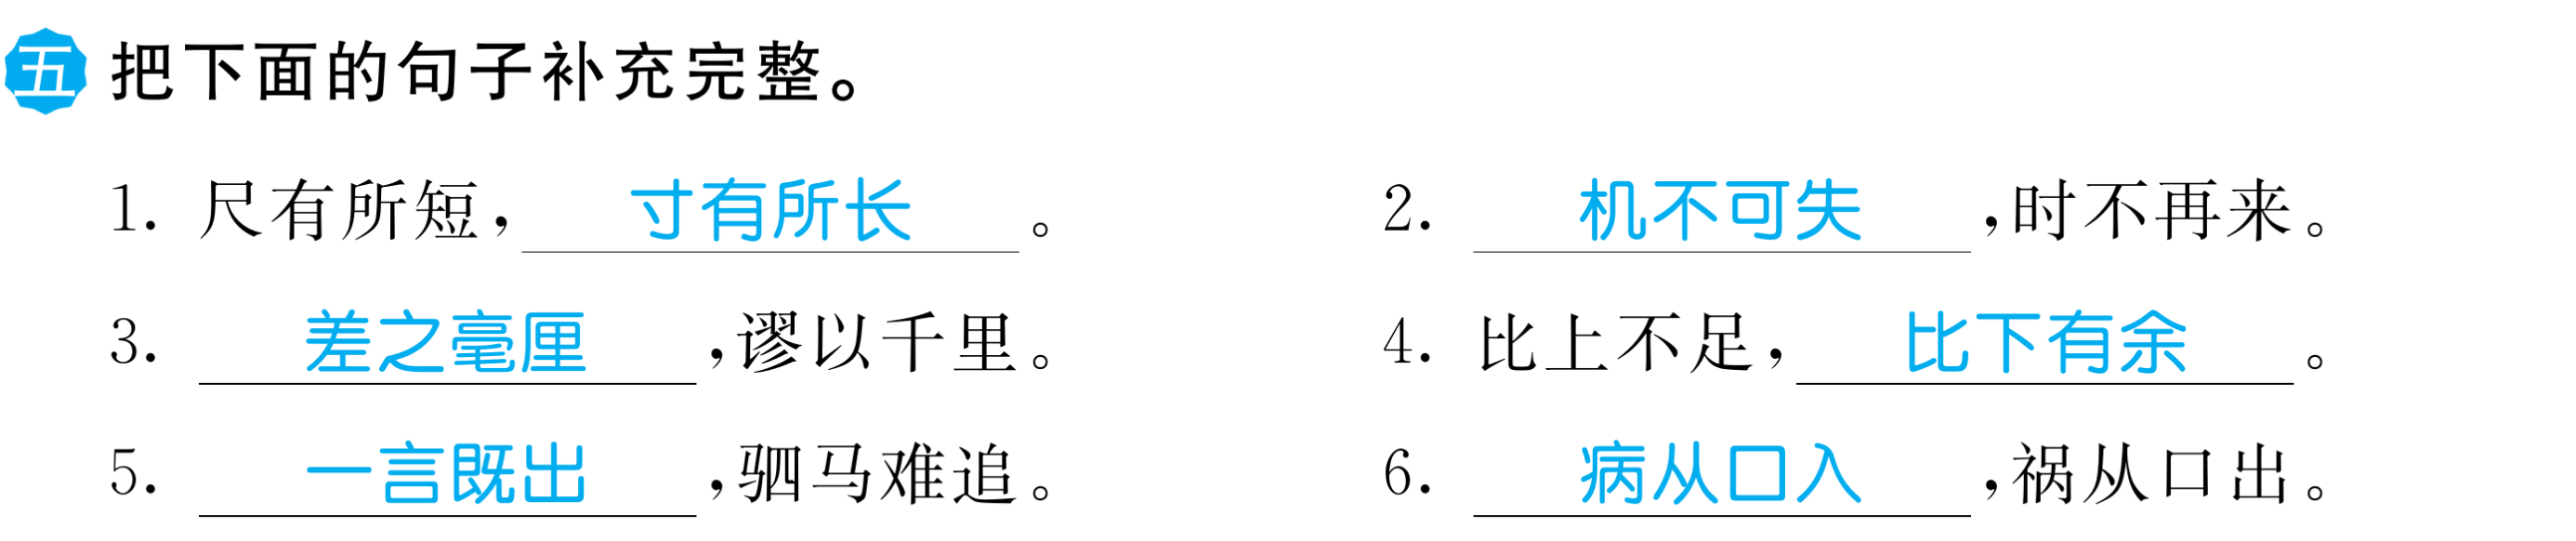 五 把下面的句子补充完整。
1. 尺有所短，寸有所长。 2. 机不可失，时不再来。
3. 差之毫厘，谬以千里。 4. 比上不足，比下有余。
5. 一言既出，驷马难追。 6. 病从口入，祸从口出。